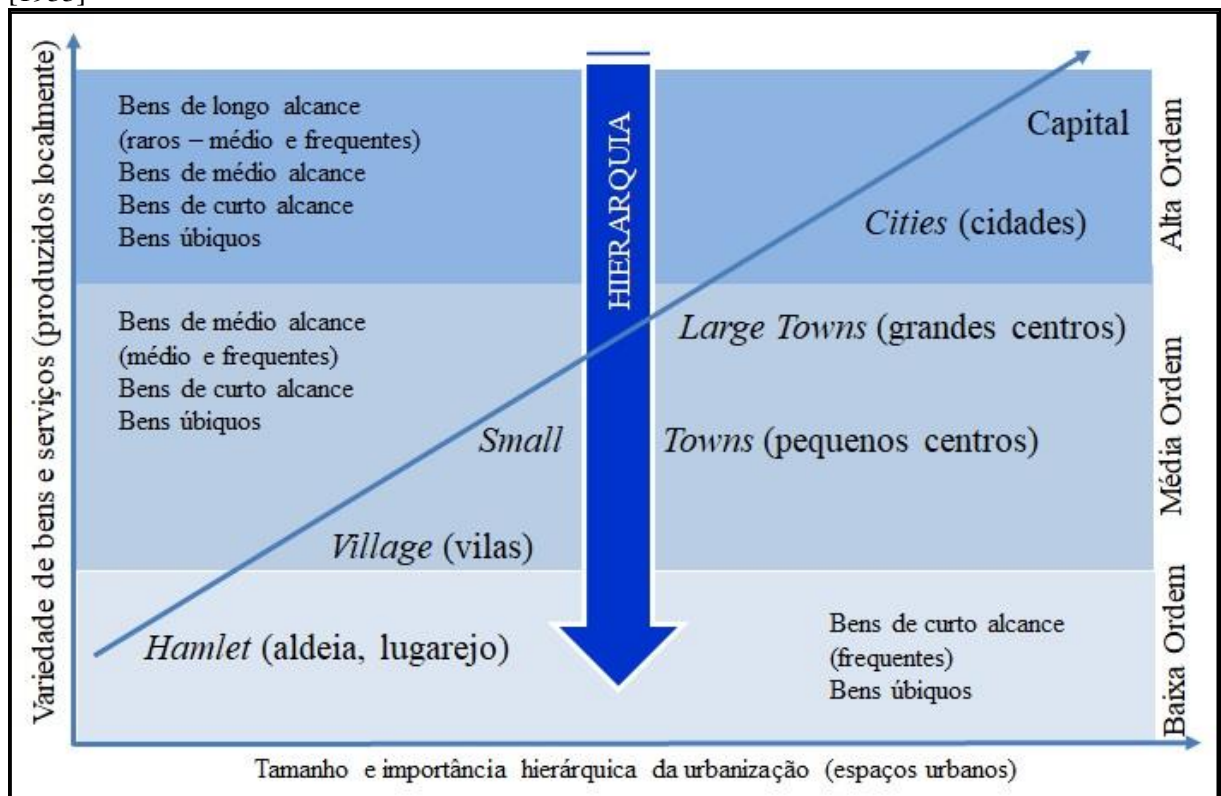 Variedade de bens e serviços (produzidos localmente)
Bens de longo alcance
(raros – médio e frequentes)
Bens de médio alcance
Bens de curto alcance
Bens úbiquos
HIERARQUIA
Capital
Cities (cidades)
Alta Ordem
Bens de médio alcance
(médio e frequentes)
Bens de curto alcance
Bens úbiquos
Large Towns (grandes centros)
Small Towns (pequenos centros)
Village (vilas)
Média Ordem
Hamlet (aldeia, lugarejo)
Bens de curto alcance
(frequentes)
Bens úbiquos
Baixa Ordem
Tamanho e importância hierárquica da urbanização (espaços urbanos)